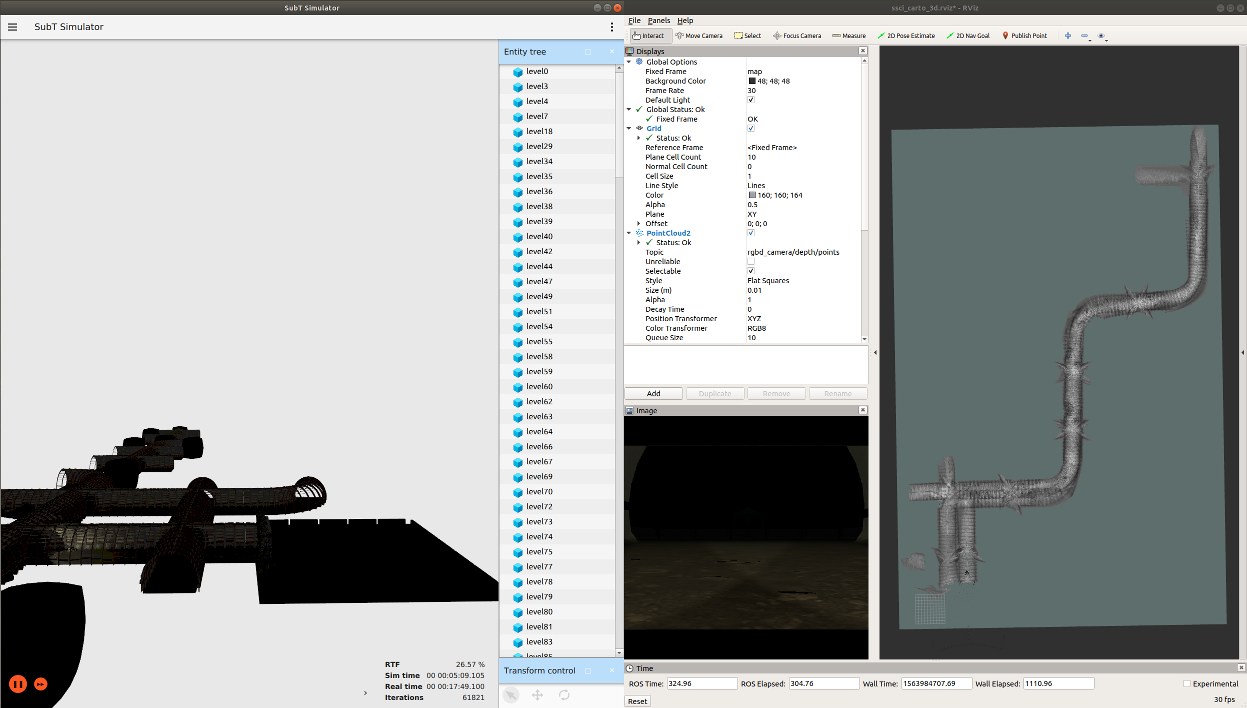 SubT Simulator
SubT Simulator
Entity tree
level0
level3
level4
level7
level18
level29
level34
level35
level36
level38
level39
level40
level42
level44
level47
level49
level51
level54
level55
level58
level59
level60
level62
level63
level64
level66
level67
level69
level70
level72
level73
level74
level75
level77
level78
level79
level80
level81
level83
level85
Transform control
RTF 26.57 %
Sim time 00 00:05:09.105
Real time 00 00:17:49.100
Iterations 61821
ssci_carto_3d.rviz* - RViz
File Panels Help
Interact Move Camera Select Focus Camera Measure 2D Pose Estimate 2D Nav Goal Publish Point
Displays
Global Options
Fixed Frame map
Background Color 48; 48; 48
Frame Rate 30
Default Light
Global Status: Ok
Fixed Frame OK
Grid
Status: Ok
Reference Frame <Fixed Frame>
Plane Cell Count 10
Normal Cell Count 0
Cell Size 1
Line Style Lines
Color 160; 160; 164
Alpha 0.5
Plane XY
Offset 0; 0; 0
PointCloud2
Status: Ok
Topic rgbd_camera/depth/points
Unreliable
Selectable
Style Flat Squares
Size (m) 0.01
Alpha 1
Decay Time 0
Position Transformer XYZ
Color Transformer RGB8
Queue Size 10
Add Duplicate Remove Rename
Image
Time
ROS Time: 324.96 ROS Elapsed: 304.76 Wall Time: 1563984707.69 Wall Elapsed: 1110.96 Experimental
Reset 30 fps